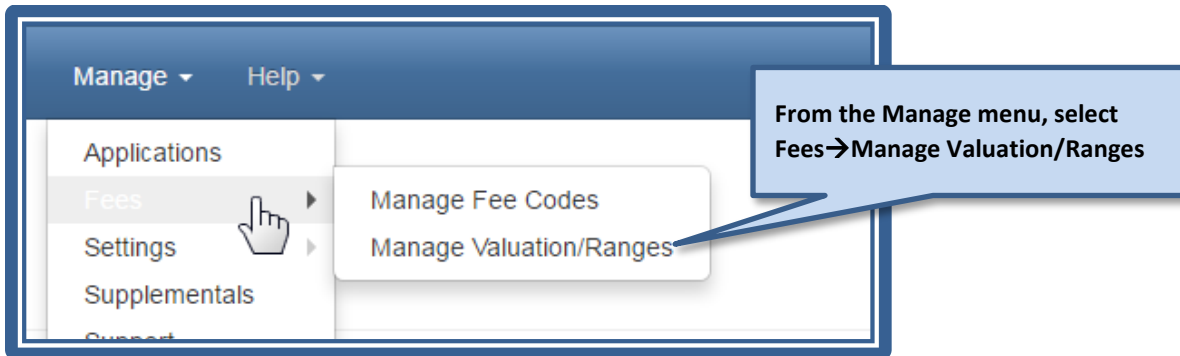 Manage Help
From the Manage menu, select
Fees→Manage Valuation/Ranges
Applications
Fees
Manage Fee Codes
Settings
Manage Valuation/Ranges
Supplementals
Support